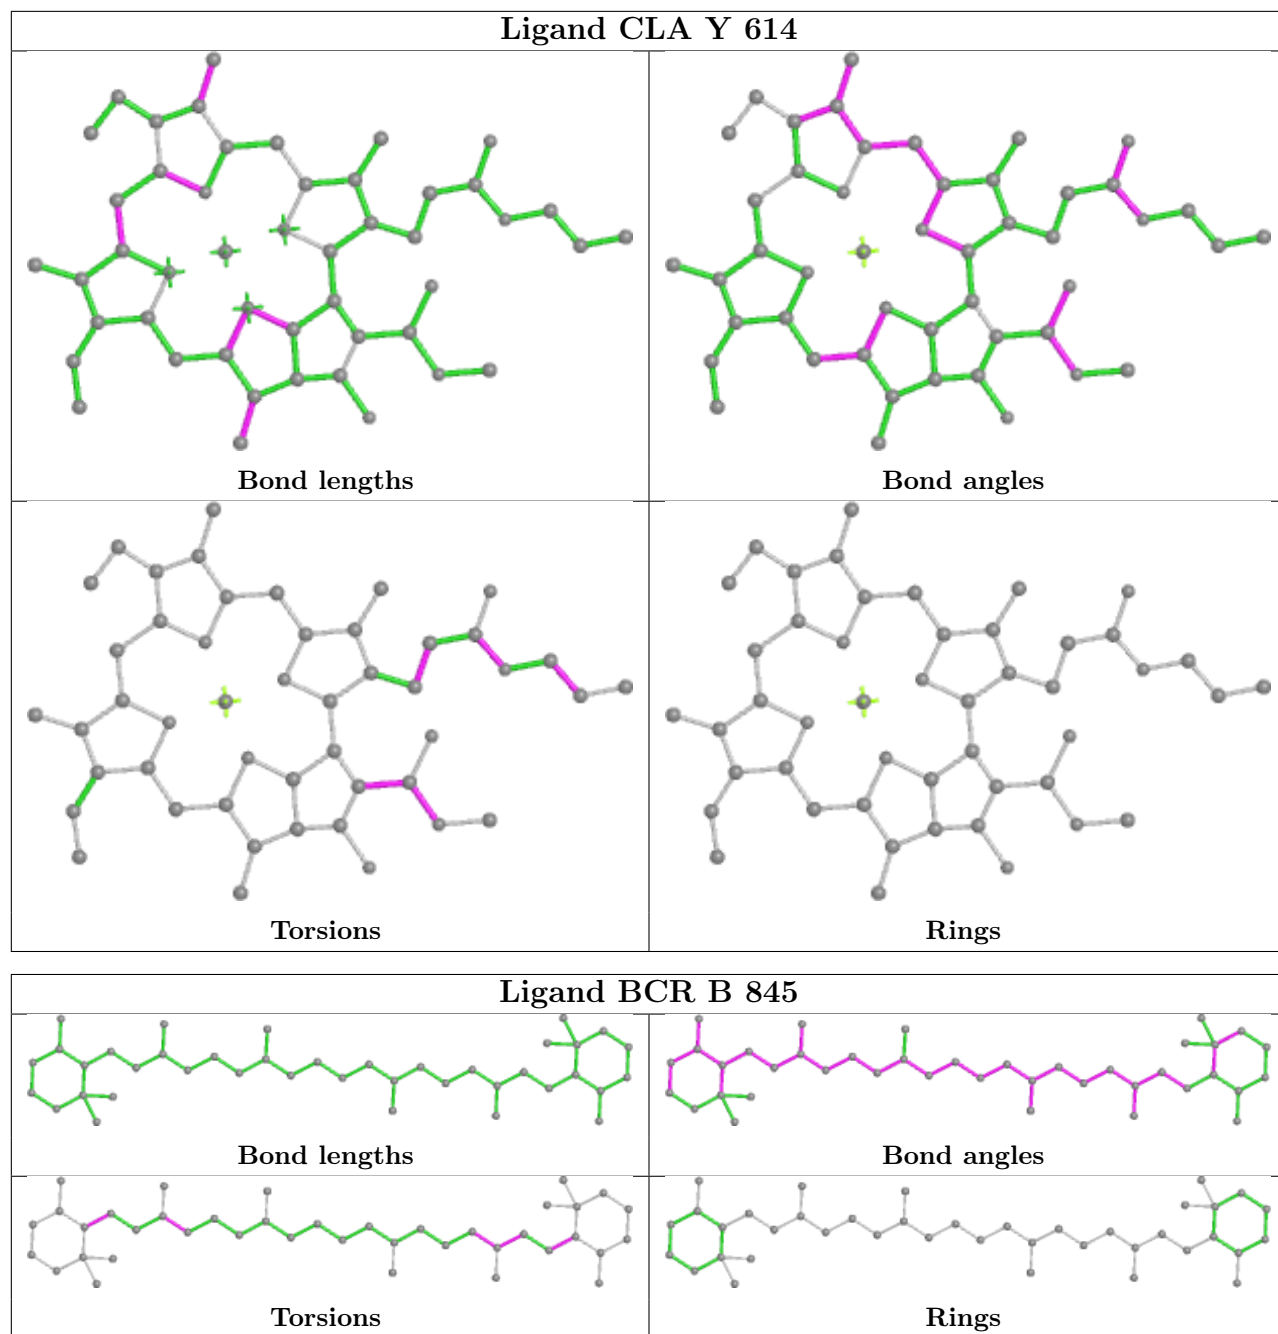 Ligand CLA Y 614
Bond lengths
Bond angles
Torsions
Rings
Ligand BCR B 845
Bond lengths
Bond angles
Torsions
Rings